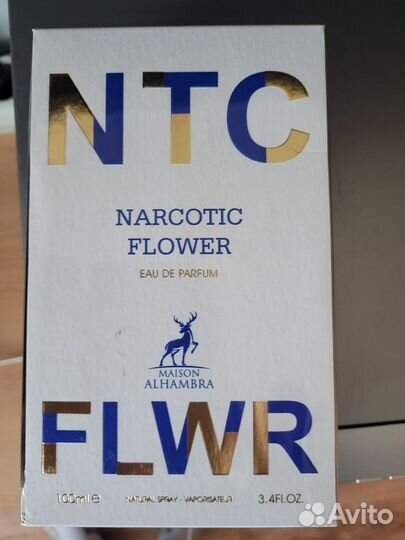 NTC
NARCOTIC
FLOWER
EAU DE PARFUM
MAISON
ALHAMBRA
FLWR
100ml.e NATURAL SPRAY - VAPORISATEUR 3.4FL.OZ.
Avito